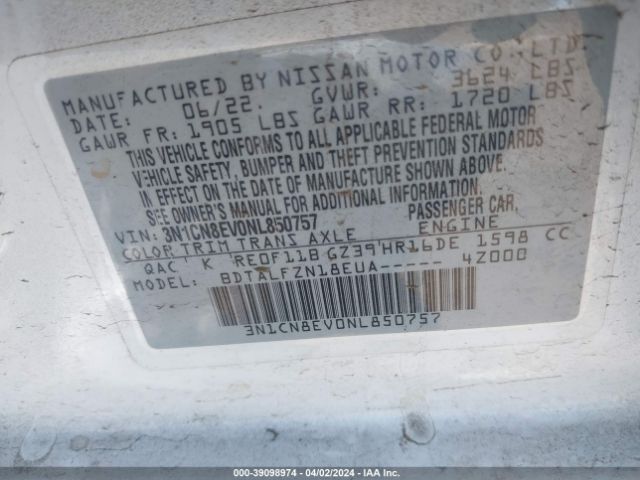 MANUFACTURED BY NISSAN MOTOR CO. LTD.
DATE: 06/22. GVWR: 3624 LBS
GAWR FR: 1905 LBS GAWR RR: 1720 LBS
THIS VEHICLE CONFORMS TO ALL APPLICABLE FEDERAL MOTOR
VEHICLE SAFETY, BUMPER AND THEFT PREVENTION STANDARDS
IN EFFECT ON THE DATE OF MANUFACTURE SHOWN ABOVE.
SEE OWNER'S MANUAL FOR ADDITIONAL INFORMATION.
VIN: 3N1CN8EV0NL850757 PASSENGER CAR.
COLOR TRIM TRANS AXLE ENGINE
QAC K RE0F11B GZ39 HR16DE 1598 CC
MODEL: BDTALFZN18EUA----- 4Z000
3N1CN8EV0NL850757
000-39098974 | 04/02/2024 | IAA Inc.